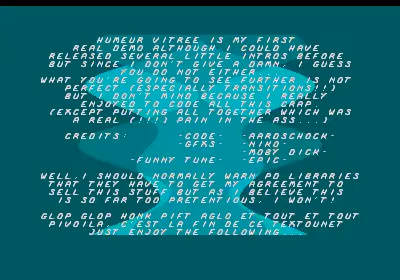 HUMEUR VITREE IS MY FIRST
REAL DEMO ALTHOUGH I COULD HAVE
RELEASED SEVERAL LITTLE INTROS BEFORE
BUT SINCE I DON'T GIVE A DAMN, I GUESS
YOU DO NOT EITHER...
WHAT YOU'RE GOING TO SEE FURTHER IS NOT
PERFECT (ESPECIALLY TRANSITIONS!!)
BUT I DON'T MIND BECAUSE I REALLY
ENJOYED TO CODE ALL THIS CRAP
(EXCEPT PUTTING ALL TOGETHER WHICH WAS
A REAL (!!!) PAIN IN THE ASS...)
CREDITS: -CODE- -AARDSCHOCK-
-GFKS- -NIKO-
-MOBY DICK-
-FUNNY TUNE- -EPIC-
WELL,I SHOULD NORMALLY WARN PD LIBRARIES
THAT THEY HAVE TO GET MY AGREEMENT TO
SELL THIS STUFF BUT AS I BELIEVE THIS
IS SO FAR TOO PRETENTIOUS, I WON'T!
GLOP GLOP HONK PIFT AGLO ET TOUT ET TOUT
PIVOILA, C'EST LA FIN DE CE TEXTOUNET
JUST ENJOY THE FOLLOWING...